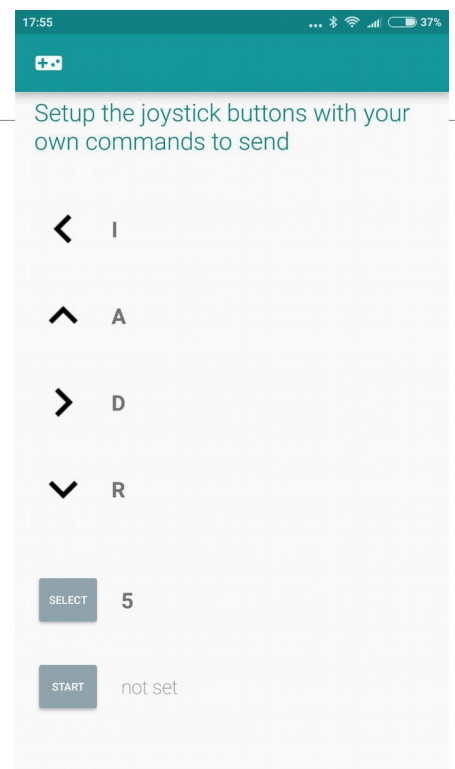 17:55 ... 37%
Setup the joystick buttons with your
own commands to send
I
A
D
R
SELECT 5
START not set